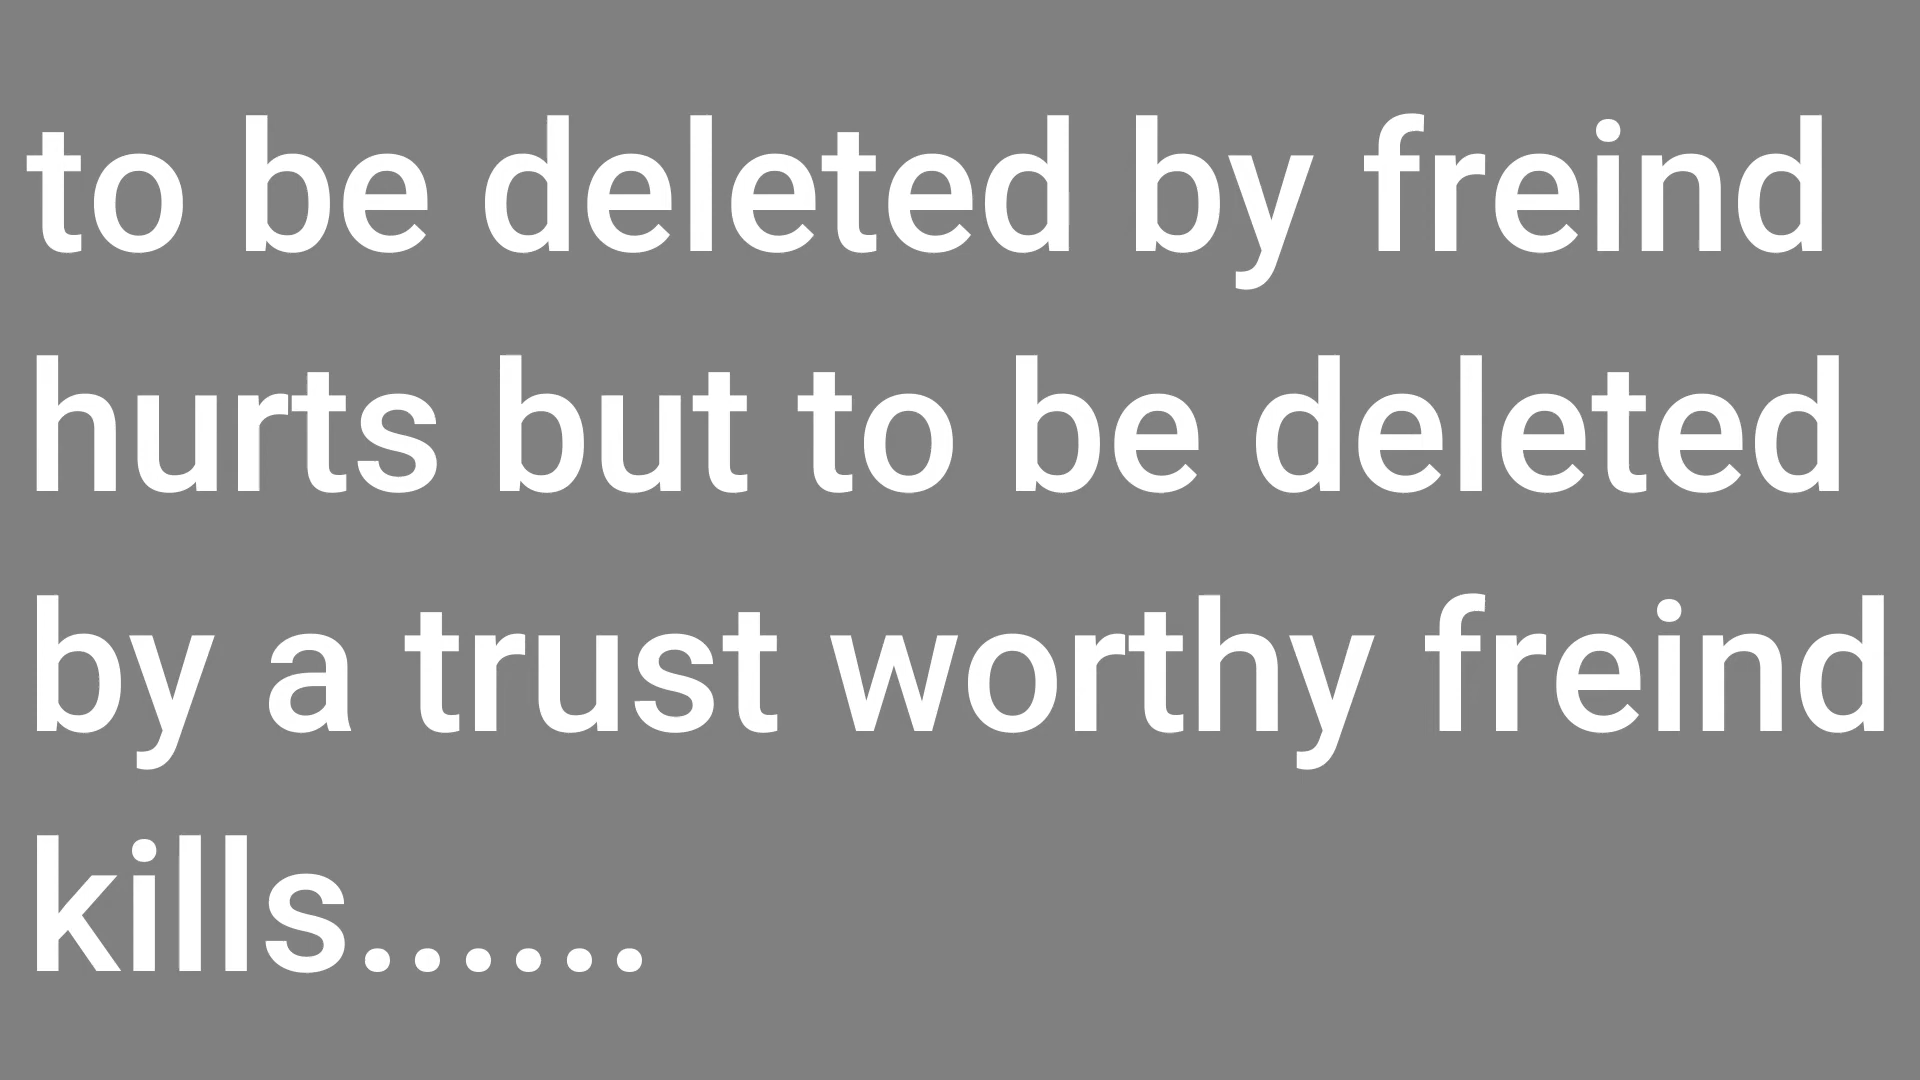 to be deleted by freind
hurts but to be deleted
by a trust worthy freind
kills......